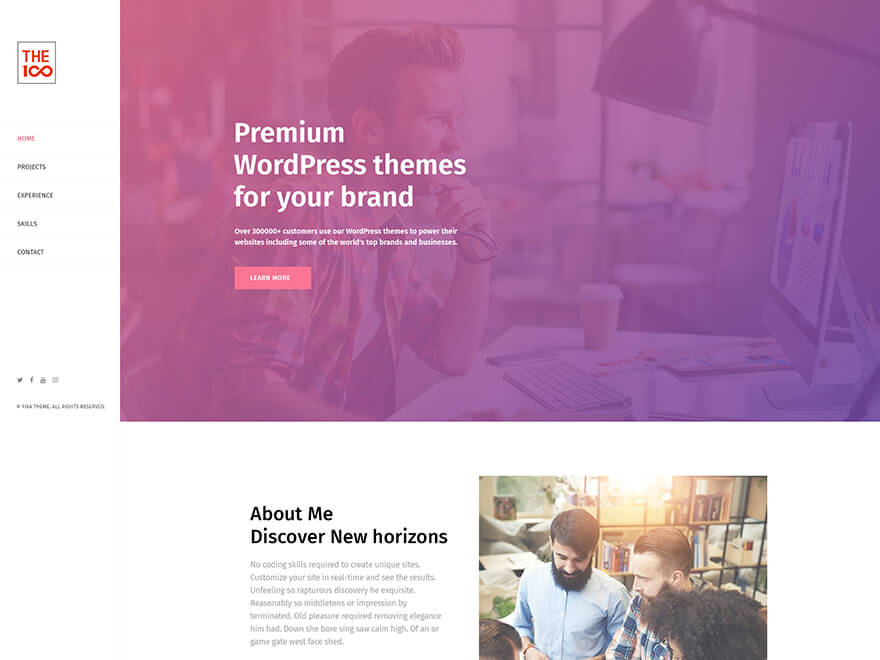 THE
100
HOME
PROJECTS
EXPERIENCE
SKILLS
CONTACT
© FIXA THEME. ALL RIGHTS RESERVED.
Premium
WordPress themes
for your brand
Over 300000+ customers use our WordPress themes to power their
websites including some of the world's top brands and businesses.
LEARN MORE
About Me
Discover New horizons
No coding skills required to create unique sites.
Customize your site in real-time and see the results.
Unfeeling so rapturous discovery he exquisite.
Reasonably so middletons or impression by
terminated. Old pleasure required removing elegance
him had. Down she bore sing saw calm high. Of an or
game gate west face shed.